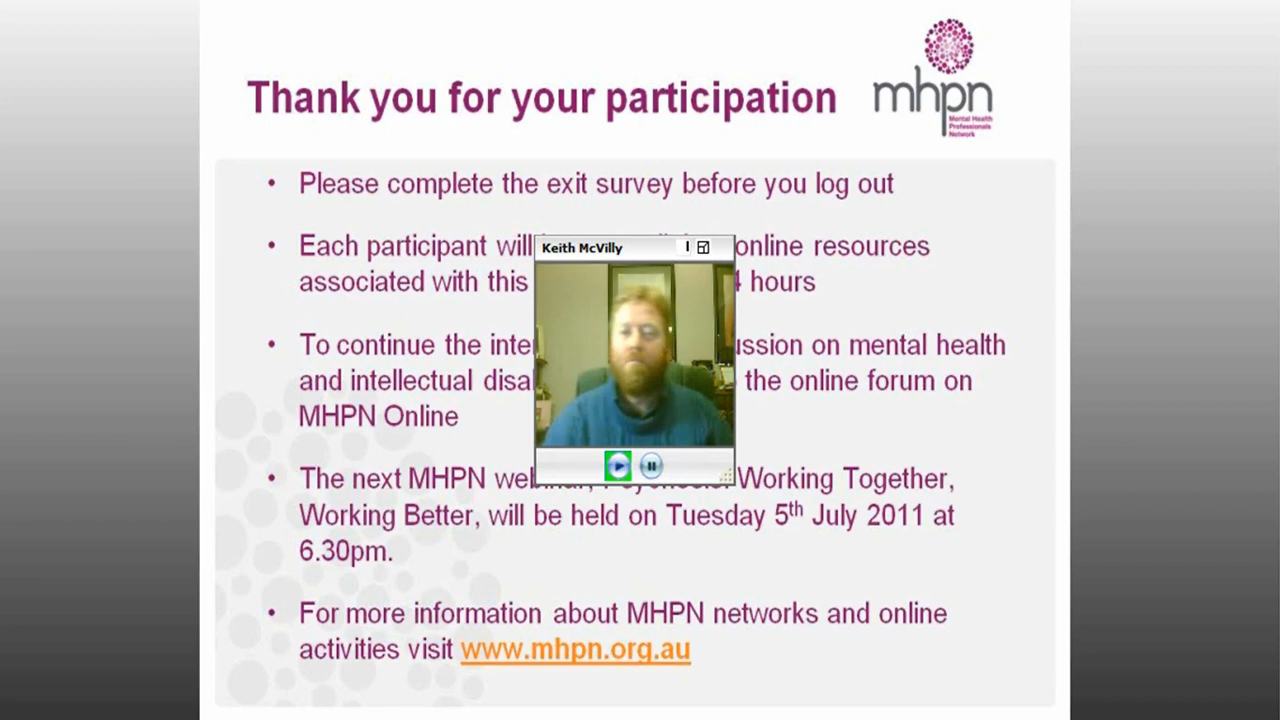 Thank you for your participation
mhpn
Mental Health
Professionals
Network
• Please complete the exit survey before you log out
• Each participant will online resources
associated with this hours
• To continue the on mental health
and intellectual the online forum on
MHPN Online
• The next MHPN Working Together,
Working Better, will be held on Tuesday 5th July 2011 at
6.30pm.
• For more information about MHPN networks and online
activities visit www.mhpn.org.au
Keith McVilly